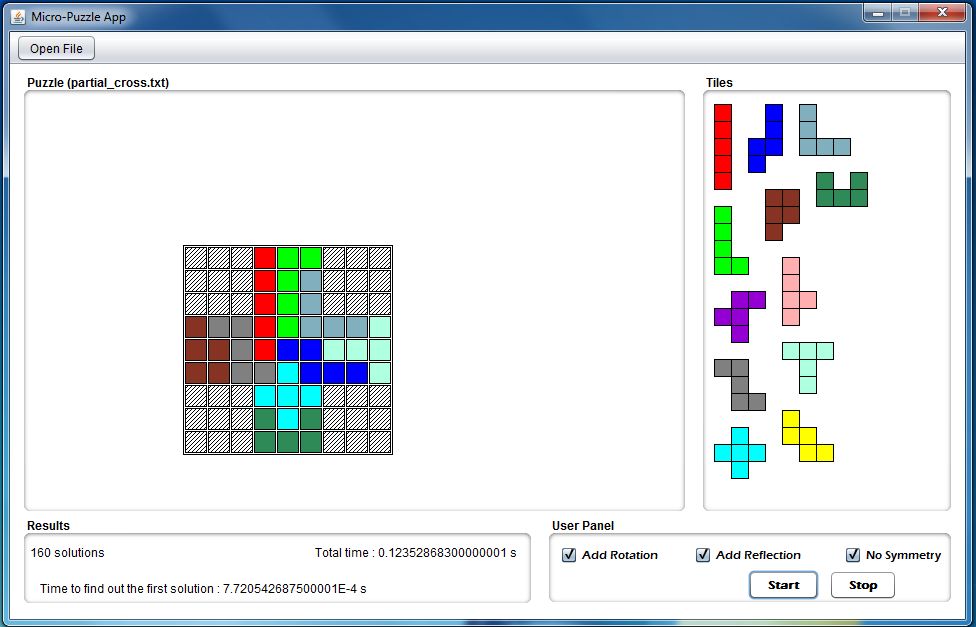 Micro-Puzzle App
Open File
Puzzle (partial_cross.txt)
Tiles
Results
160 solutions
Total time : 0.12352868300000001 s
Time to find out the first solution : 7.720542687500001E-4 s
User Panel
Add Rotation
Add Reflection
No Symmetry
Start
Stop